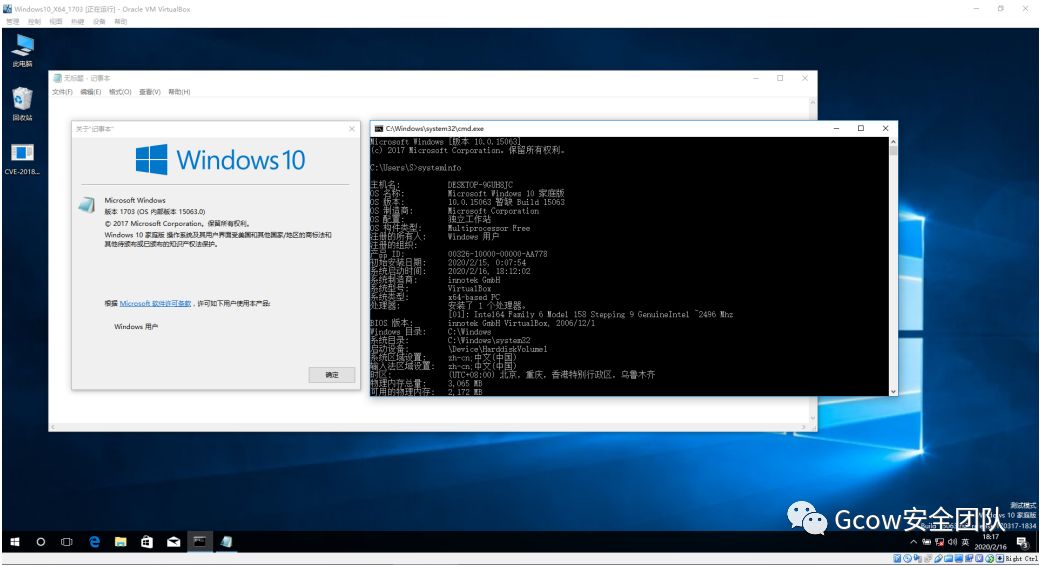 Windows10_X64_1703 [正在运行] - Oracle VM VirtualBox
管理 控制 视图 热键 设备 帮助
此电脑
回收站
CVE-2018...
无标题 - 记事本
文件(F) 编辑(E) 格式(O) 查看(V) 帮助(H)
关于"记事本"
Windows 10
Microsoft Windows
版本 1703 (OS 内部版本 15063.0)
© 2017 Microsoft Corporation。保留所有权利。
Windows 10 家庭版 操作系统及其用户界面受美国和其他国家/地区的商标法和
其他待颁布或已颁布的知识产权法保护。
根据 Microsoft 软件许可条款，许可如下用户使用本产品:
Windows 用户
确定
C:\Windows\system32\cmd.exe
Microsoft Windows [版本 10.0.15063]
(c) 2017 Microsoft Corporation。保留所有权利。
C:\Users\S>systeminfo
主机名: DESKTOP-9GUH8JC
OS 名称: Microsoft Windows 10 家庭版
OS 版本: 10.0.15063 暂缺 Build 15063
OS 制造商: Microsoft Corporation
OS 配置: 独立工作站
OS 构件类型: Multiprocessor Free
注册的所有人: Windows 用户
注册的组织:
产品 ID: 00326-10000-00000-AA778
初始安装日期: 2020/2/15, 0:07:54
系统启动时间: 2020/2/16, 18:12:02
系统制造商: innotek GmbH
系统型号: VirtualBox
系统类型: x64-based PC
处理器: 安装了 1 个处理器。
[01]: Intel64 Family 6 Model 158 Stepping 9 GenuineIntel ~2496 Mhz
BIOS 版本: innotek GmbH VirtualBox, 2006/12/1
Windows 目录: C:\Windows
系统目录: C:\Windows\system32
启动设备: \Device\HarddiskVolume1
系统区域设置: zh-cn;中文(中国)
输入法区域设置: zh-cn;中文(中国)
时区: (UTC+08:00) 北京，重庆，香港特别行政区，乌鲁木齐
物理内存总量: 3,065 MB
可用的物理内存: 2,172 MB
测试模式
Gcow安全团队
英
18:17
2020/2/16
3
Right Ctrl